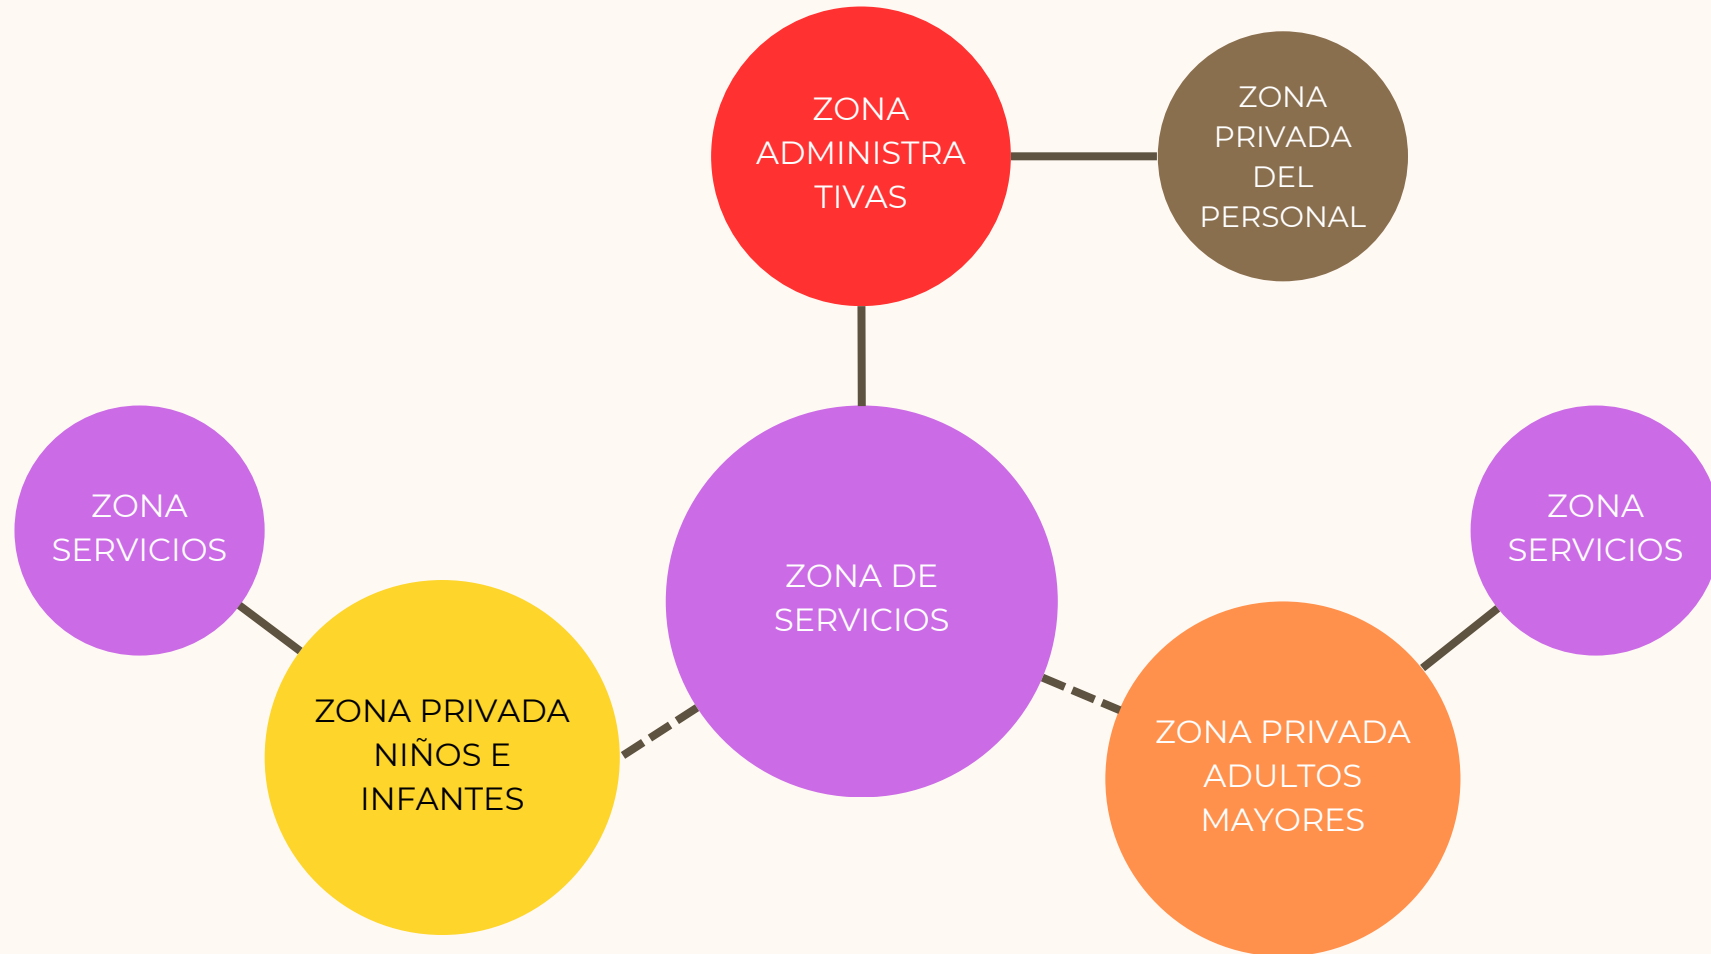 ZONA
ADMINISTRA
TIVAS
ZONA
PRIVADA
DEL
PERSONAL
ZONA
SERVICIOS
ZONA DE
SERVICIOS
ZONA
SERVICIOS
ZONA PRIVADA
NIÑOS E
INFANTES
ZONA PRIVADA
ADULTOS
MAYORES